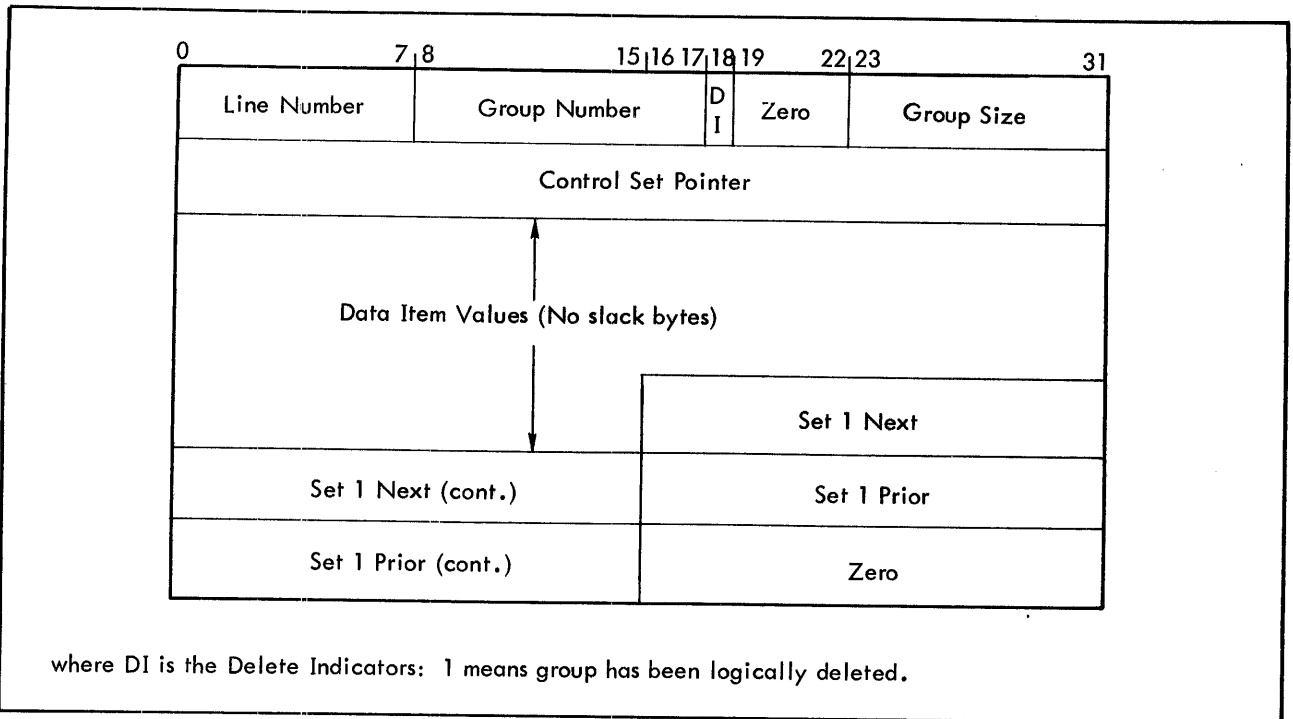 0 7 8 15 16 17 18 19 22 23 31
Line Number Group Number D I Zero Group Size
Control Set Pointer
Data Item Values (No slack bytes)
Set 1 Next
Set 1 Next (cont.) Set 1 Prior
Set 1 Prior (cont.) Zero
where DI is the Delete Indicators: 1 means group has been logically deleted.